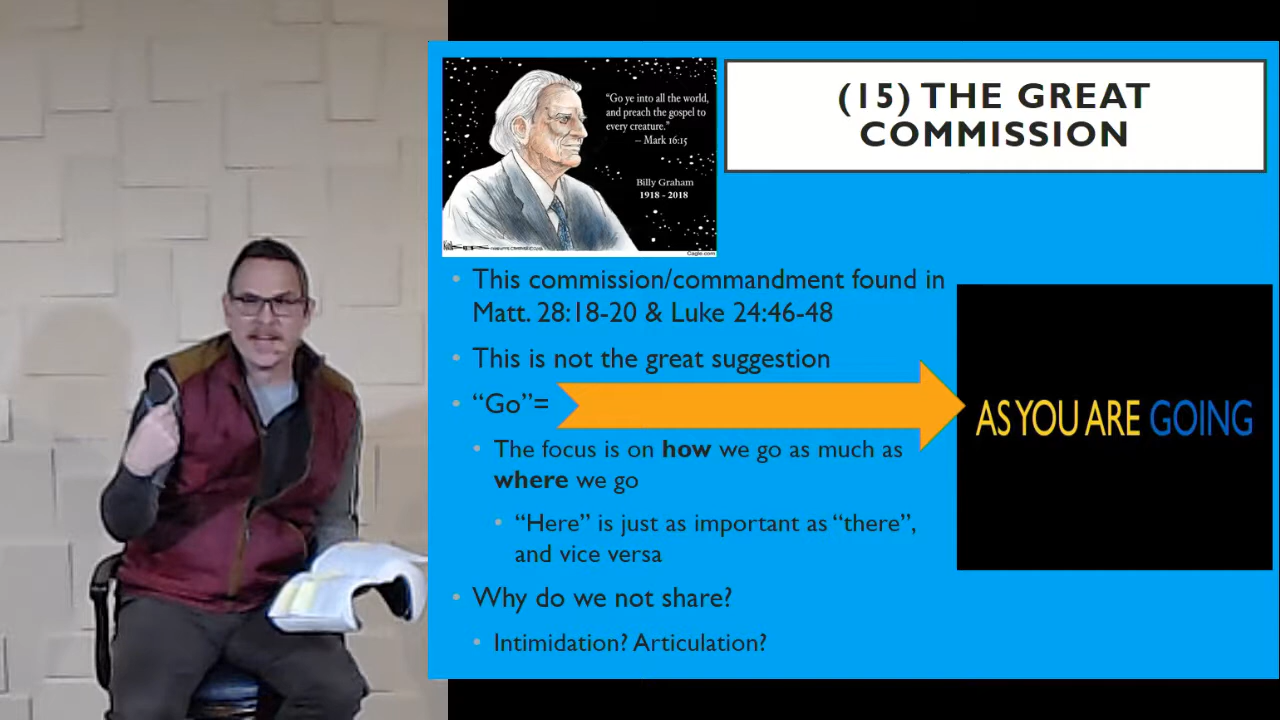 “Go ye into all the world,
and preach the gospel to
every creature.”
– Mark 16:15
Billy Graham
1918 - 2018
Cagle.com
(15) THE GREAT
COMMISSION
• This commission/commandment found in
Matt. 28:18-20 & Luke 24:46-48
• This is not the great suggestion
• “Go”=
AS YOU ARE GOING
• The focus is on how we go as much as
where we go
• “Here” is just as important as “there”,
and vice versa
• Why do we not share?
• Intimidation? Articulation?